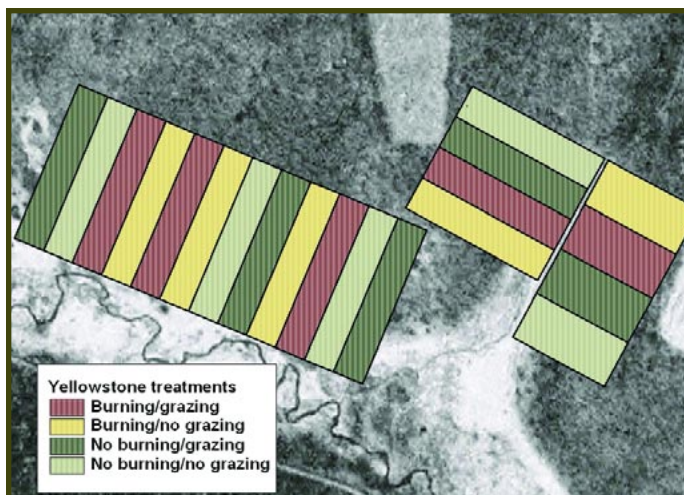 Yellowstone treatments
Burning/grazing
Burning/no grazing
No burning/grazing
No burning/no grazing